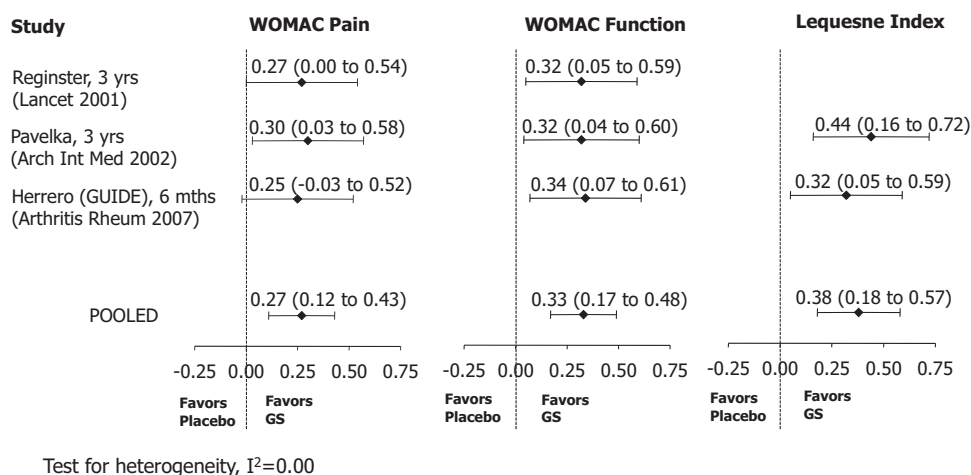 Study WOMAC Pain WOMAC Function Lequesne Index
Reginster, 3 yrs
(Lancet 2001)
0.27 (0.00 to 0.54) 0.32 (0.05 to 0.59)
Pavelka, 3 yrs
(Arch Int Med 2002)
0.30 (0.03 to 0.58) 0.32 (0.04 to 0.60) 0.44 (0.16 to 0.72)
Herrero (GUIDE), 6 mths
(Arthritis Rheum 2007)
0.25 (-0.03 to 0.52) 0.34 (0.07 to 0.61) 0.32 (0.05 to 0.59)
POOLED 0.27 (0.12 to 0.43) 0.33 (0.17 to 0.48) 0.38 (0.18 to 0.57)
-0.25 0.00 0.25 0.50 0.75 -0.25 0.00 0.25 0.50 0.75 -0.25 0.00 0.25 0.50 0.75
Favors Favors Favors Favors Favors Favors
Placebo GS Placebo GS Placebo GS
Test for heterogeneity, I²=0.00